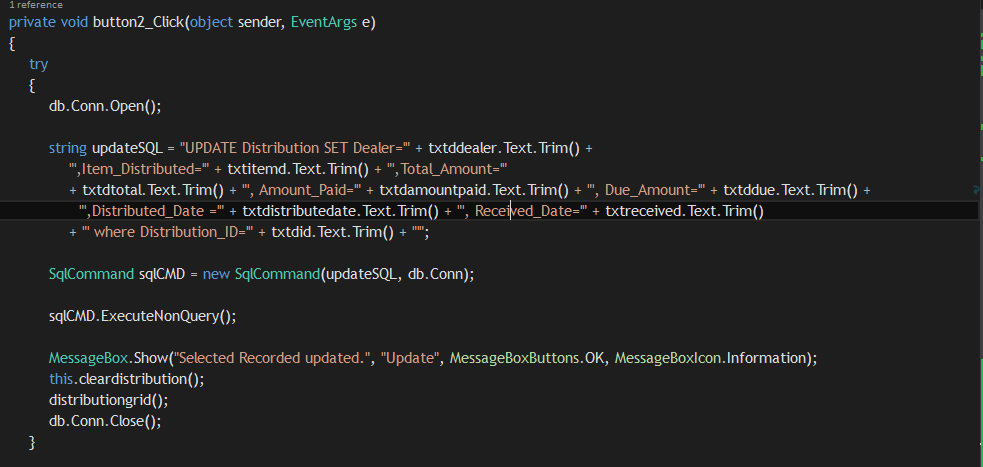 1 reference
private void button2_Click(object sender, EventArgs e)
{
try
{
db.Conn.Open();
string updateSQL = "UPDATE Distribution SET Dealer='" + txtddealer.Text.Trim() +
"',Item_Distributed='" + txtitemd.Text.Trim() + "',Total_Amount='"
+ txtdtotal.Text.Trim() + "', Amount_Paid='" + txtdamountpaid.Text.Trim() + "', Due_Amount='" + txtddue.Text.Trim() +
"',Distributed_Date ='" + txtdistributedate.Text.Trim() + "', Received_Date='" + txtreceived.Text.Trim()
+ "' where Distribution_ID='" + txtdid.Text.Trim() + "'";
SqlCommand sqlCMD = new SqlCommand(updateSQL, db.Conn);
sqlCMD.ExecuteNonQuery();
MessageBox.Show("Selected Recorded updated.", "Update", MessageBoxButtons.OK, MessageBoxIcon.Information);
this.cleardistribution();
distributiongrid();
db.Conn.Close();
}